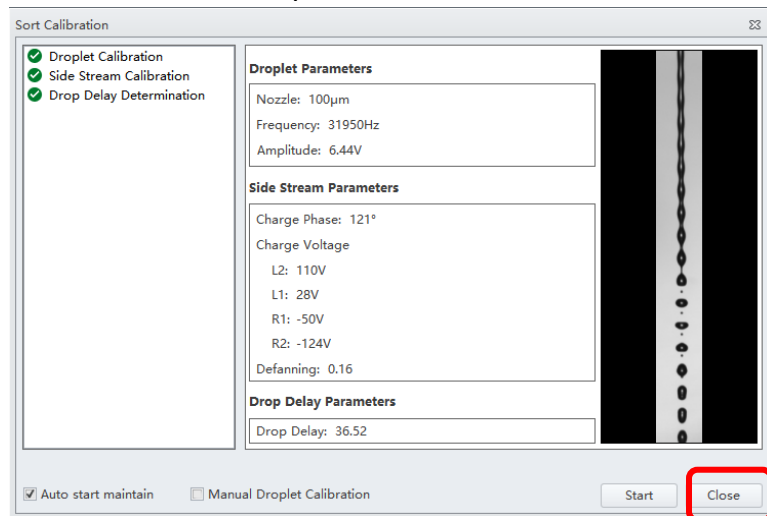 Sort Calibration
Droplet Calibration
Side Stream Calibration
Drop Delay Determination
Droplet Parameters
Nozzle: 100μm
Frequency: 31950Hz
Amplitude: 6.44V
Side Stream Parameters
Charge Phase: 121°
Charge Voltage
L2: 110V
L1: 28V
R1: -50V
R2: -124V
Defanning: 0.16
Drop Delay Parameters
Drop Delay: 36.52
Auto start maintain
Manual Droplet Calibration
Start
Close